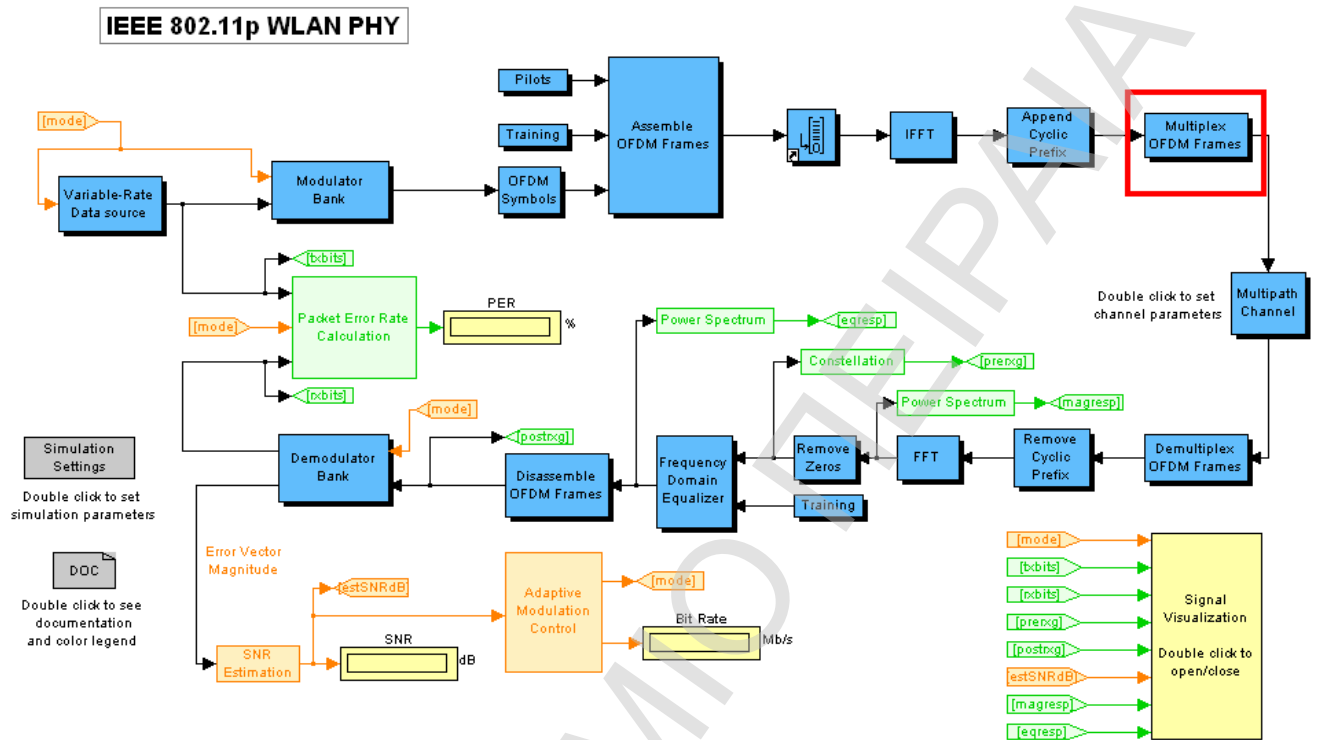 IEEE 802.11p WLAN PHY
Pilots
[mode]
Training
Assemble
OFDM Frames
IFFT
Append
Cyclic
Prefix
Multiplex
OFDM Frames
Variable-Rate
Data source
Modulator
Bank
OFDM
Symbols
[txbits]
Packet Error Rate
Calculation
[mode]
PER
%
[rxbits]
Power Spectrum
[eqresp]
Constellation
[prerxg]
Power Spectrum
[magresp]
Double click to set
channel parameters
Multipath
Channel
[mode]
[postrxg]
Simulation
Settings
Double click to set
simulation parameters
Demodulator
Bank
Disassemble
OFDM Frames
Frequency
Domain
Equalizer
Remove
Zeros
FFT
Remove
Cyclic
Prefix
Demultiplex
OFDM Frames
Training
DOC
Double click to see
documentation
and color legend
Error Vector
Magnitude
[estSNRdB]
SNR
Estimation
SNR
dB
Adaptive
Modulation
Control
[mode]
Bit Rate
Mb/s
[mode]
[txbits]
[rxbits]
[prerxg]
[postrxg]
[estSNRdB]
[magresp]
[eqresp]
Signal
Visualization
Double click to
open/close
ΜΙΟ ΠΕΙΡΑΙΑ